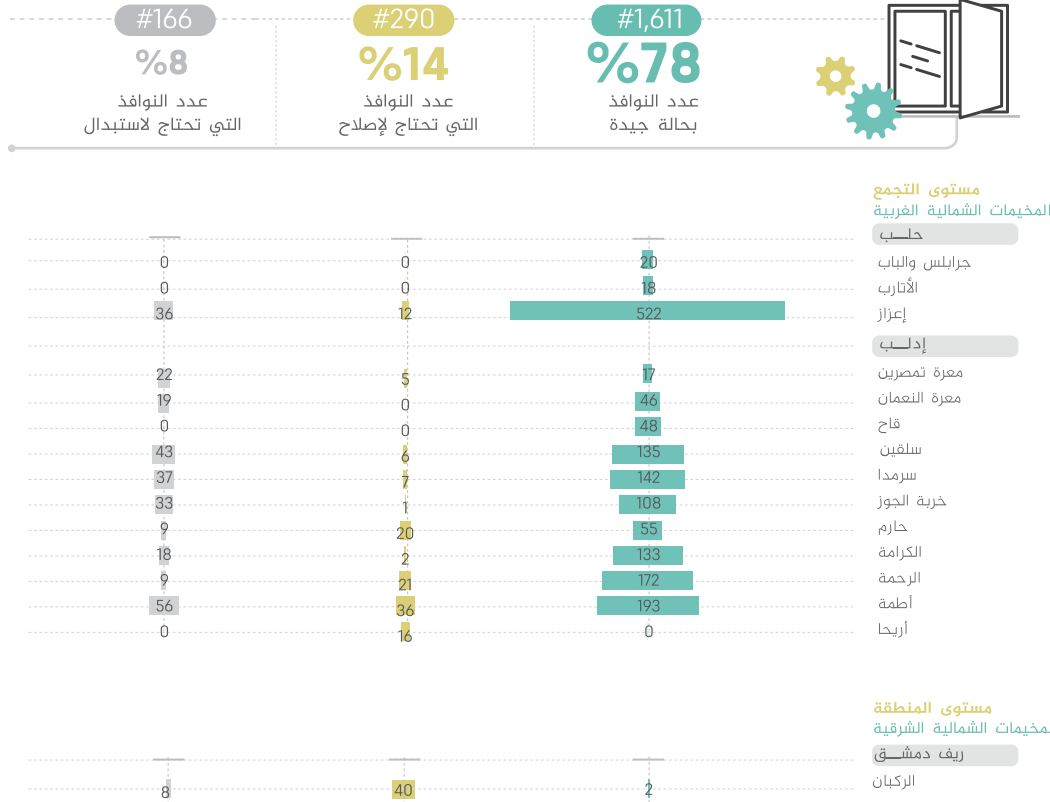 #1,611 #290 #166
%78 %14 %8
عدد النوافذ عدد النوافذ عدد النوافذ
بحالة جيدة التي تحتاج لإصلاح التي تحتاج لاستبدال
مستوى التجمع
المخيمات الشمالية الغربية
حلـــب
جرابلس والباب 20 0 0
الأتارب 18 0 0
إعزاز 522 12 36
إدلـــب
معرة تمصرين 17 5 22
معرة النعمان 46 0 19
قاح 48 0 0
سلقين 135 6 43
سرمدا 142 7 37
خربة الجوز 108 1 33
حارم 55 20 9
الكرامة 133 2 18
الرحمة 172 21 9
أطمة 193 36 56
أريحا 0 16 0
مستوى المنطقة
المخيمات الشمالية الشرقية
ريف دمشـــق
الركبان 2 40 8